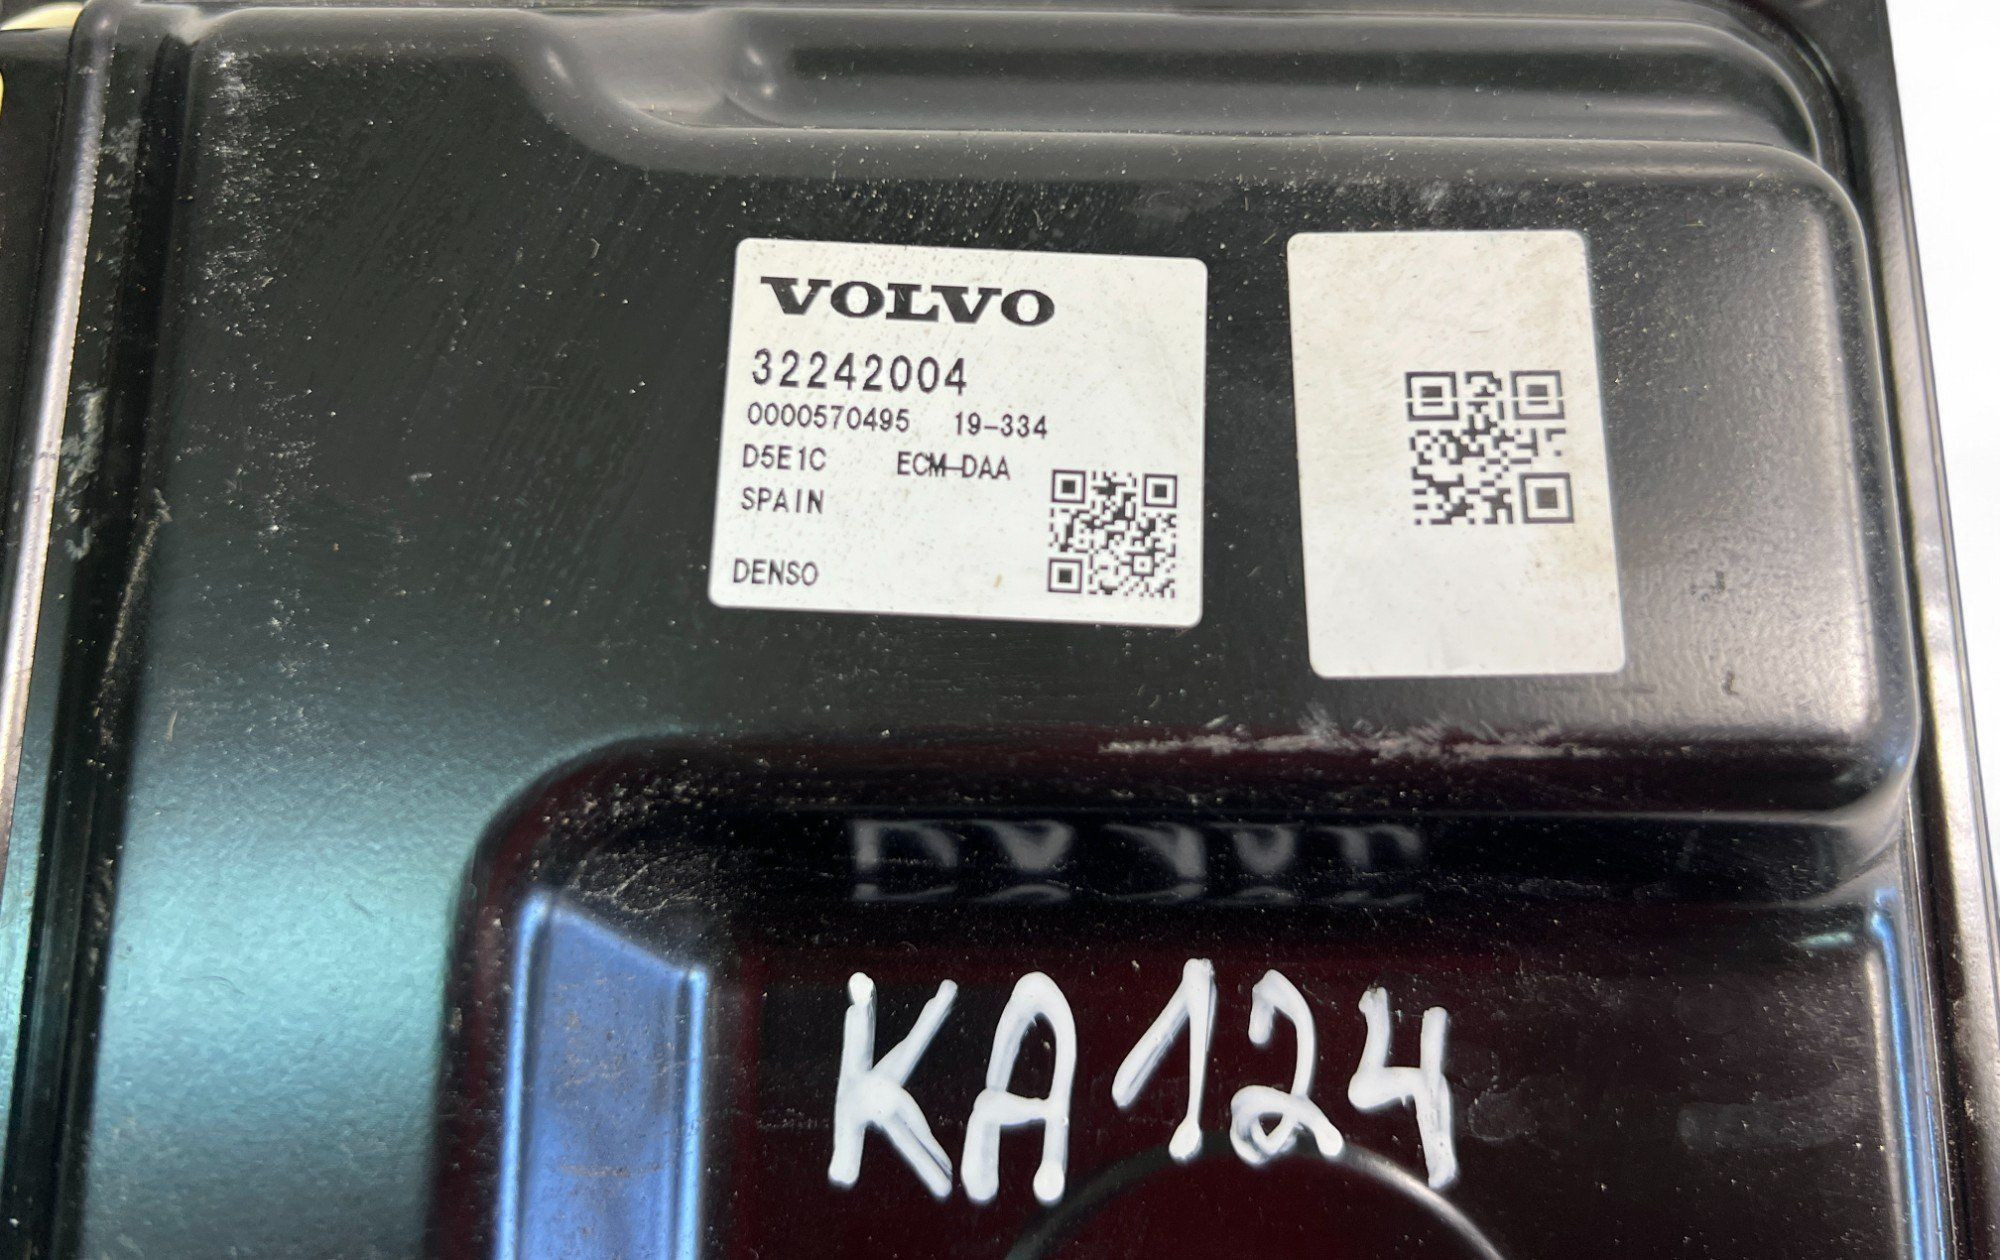 VOLVO
32242004
0000570495 19-334
D5E1C ECM-DAA
SPAIN
DENSO
KA124